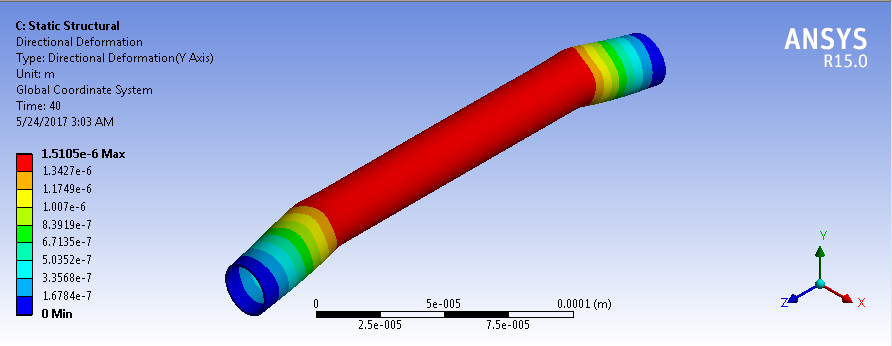 C: Static Structural
Directional Deformation
Type: Directional Deformation(Y Axis)
Unit: m
Global Coordinate System
Time: 40
5/24/2017 3:03 AM
ANSYS
R15.0
1.5105e-6 Max
1.3427e-6
1.1749e-6
1.007e-6
8.3919e-7
6.7135e-7
5.0352e-7
3.3568e-7
1.6784e-7
0 Min
0 5e-005 0.0001 (m)
2.5e-005 7.5e-005
Y
Z X